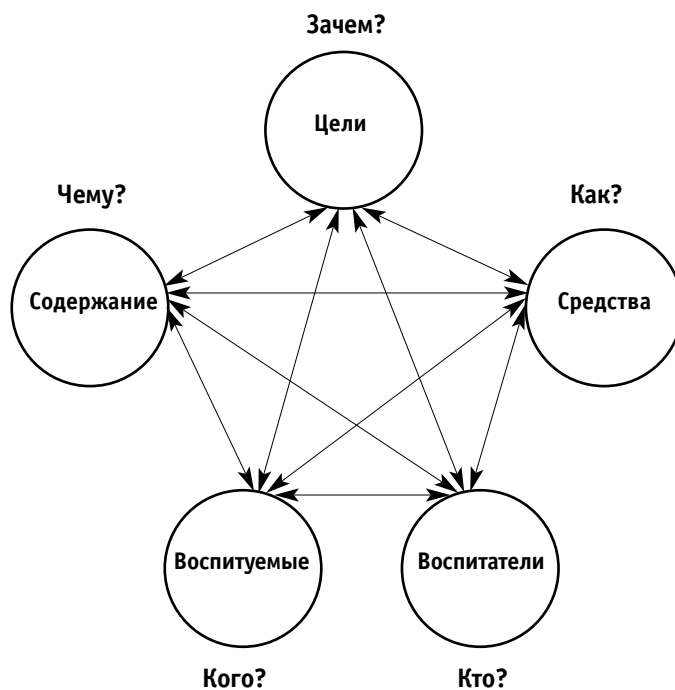 Зачем?
Цели
Чему?
Как?
Содержание
Средства
Воспитуемые
Воспитатели
Кого?
Кто?